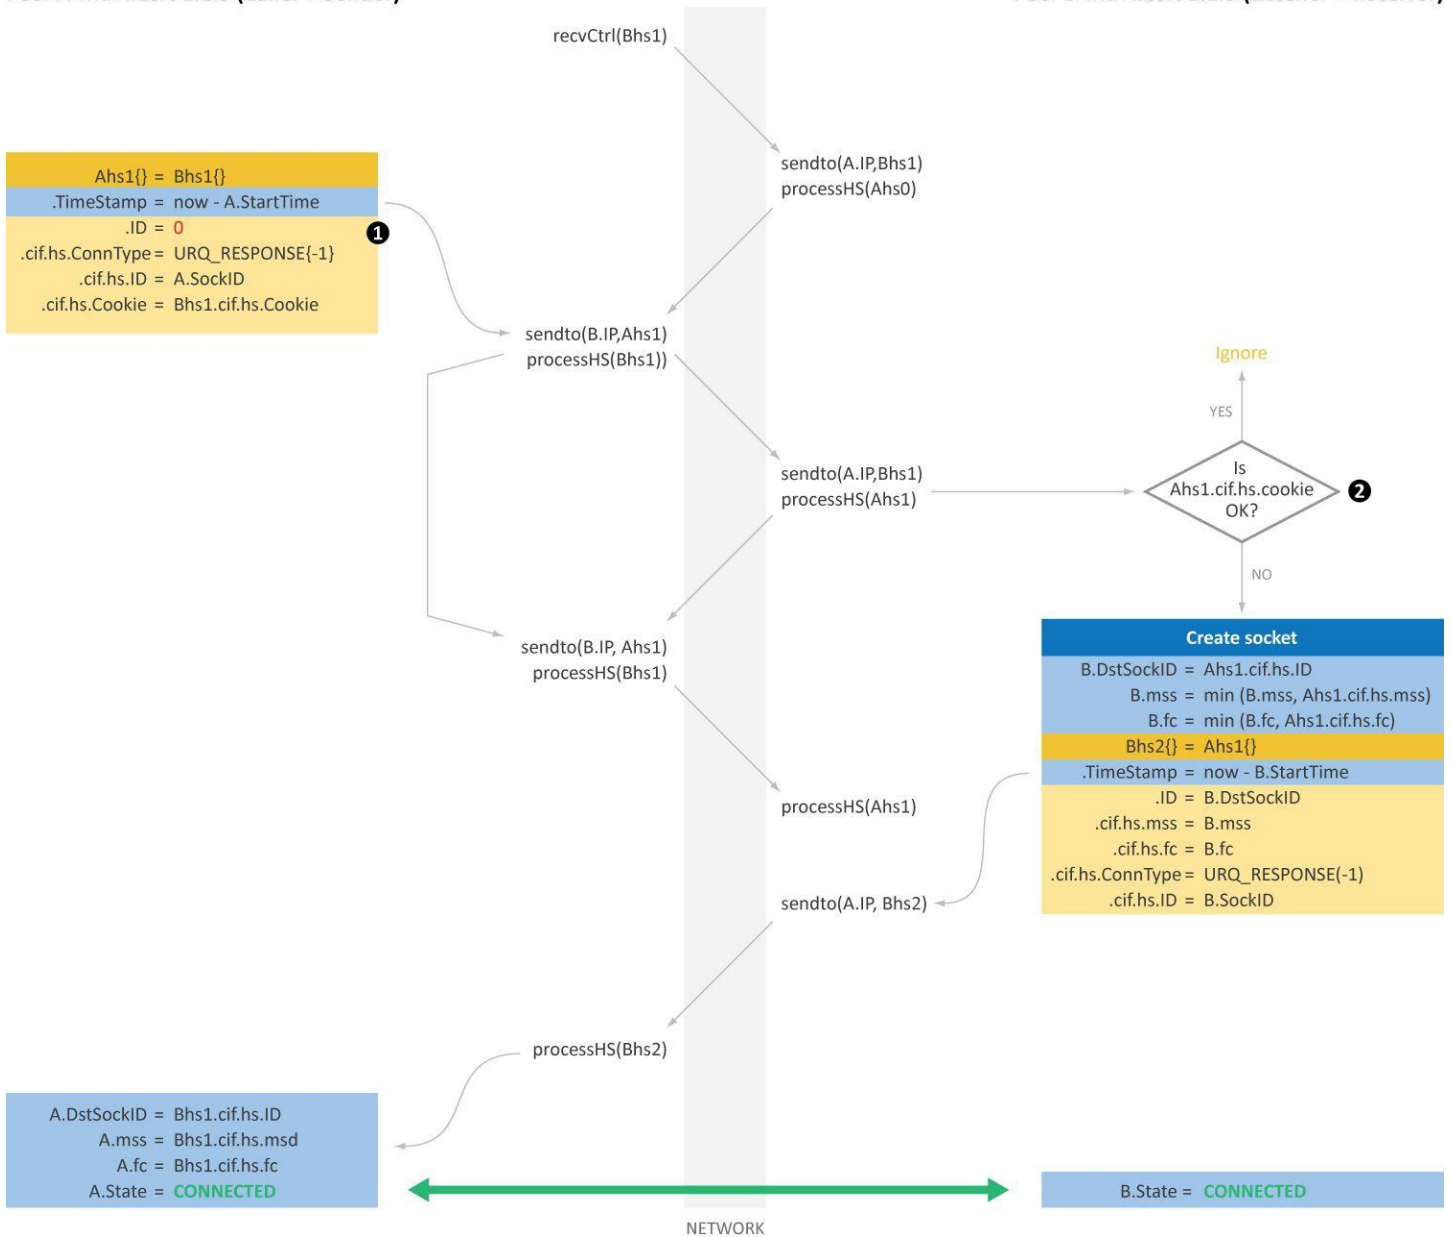 recvCtrl(Bhs1)
sendto(A.IP,Bhs1)
processHS(Ahs0)
Ahs1{} = Bhs1{}
.TimeStamp = now - A.StartTime
.ID = 0
.cif.hs.ConnType = URQ_RESPONSE{-1}
.cif.hs.ID = A.SockID
.cif.hs.Cookie = Bhs1.cif.hs.Cookie
1
sendto(B.IP,Ahs1)
processHS(Bhs1))
Ignore
YES
sendto(A.IP,Bhs1)
processHS(Ahs1)
Is
Ahs1.cif.hs.cookie
OK?
2
NO
sendto(B.IP, Ahs1)
processHS(Bhs1)
Create socket
B.DstSockID = Ahs1.cif.hs.ID
B.mss = min (B.mss, Ahs1.cif.hs.mss)
B.fc = min (B.fc, Ahs1.cif.hs.fc)
Bhs2{} = Ahs1{}
.TimeStamp = now - B.StartTime
.ID = B.DstSockID
.cif.hs.mss = B.mss
.cif.hs.fc = B.fc
.cif.hs.ConnType = URQ_RESPONSE(-1)
.cif.hs.ID = B.SockID
processHS(Ahs1)
sendto(A.IP, Bhs2)
processHS(Bhs2)
A.DstSockID = Bhs1.cif.hs.ID
A.mss = Bhs1.cif.hs.msd
A.fc = Bhs1.cif.hs.fc
A.State = CONNECTED
B.State = CONNECTED
NETWORK